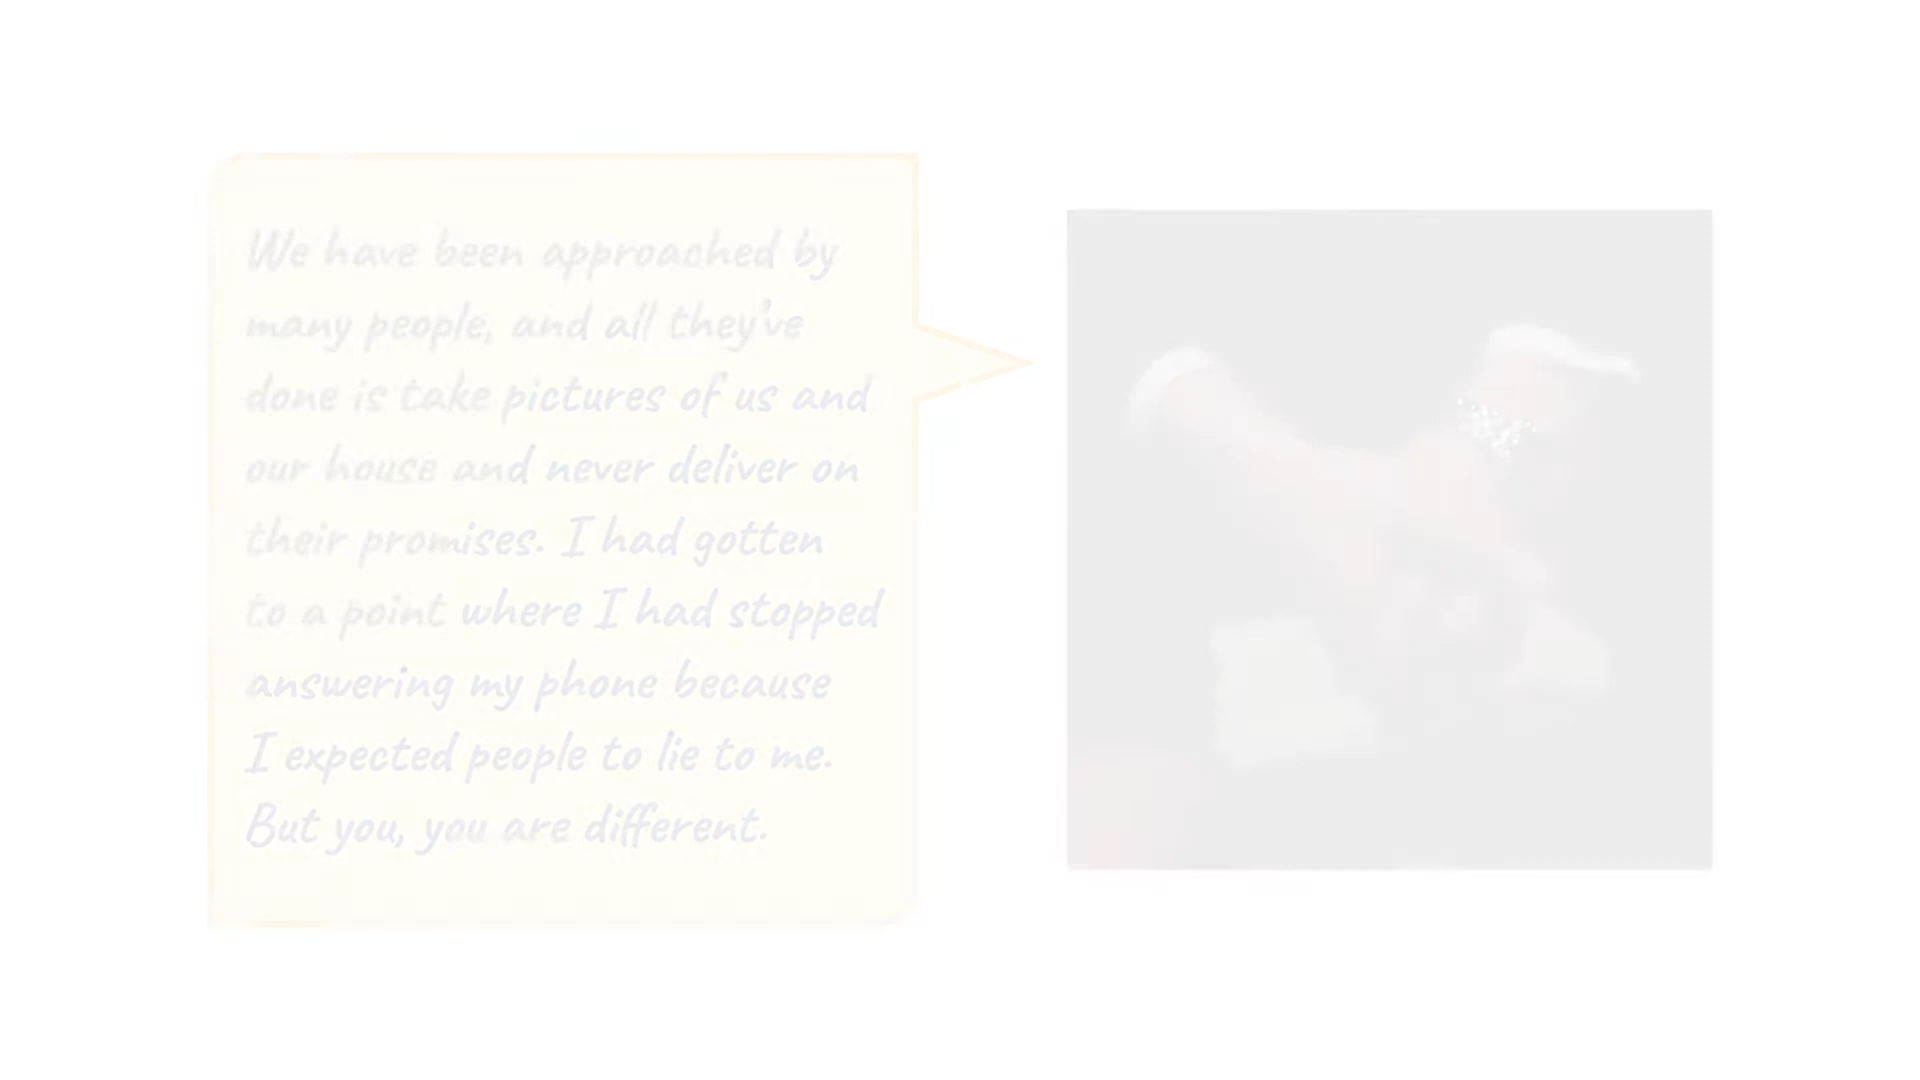 We have been approached by
many people, and all they've
done is take pictures of us and
our house and never deliver on
their promises. I had gotten
to a point where I had stopped
answering my phone because
I expected people to lie to me.
But you, you are different.